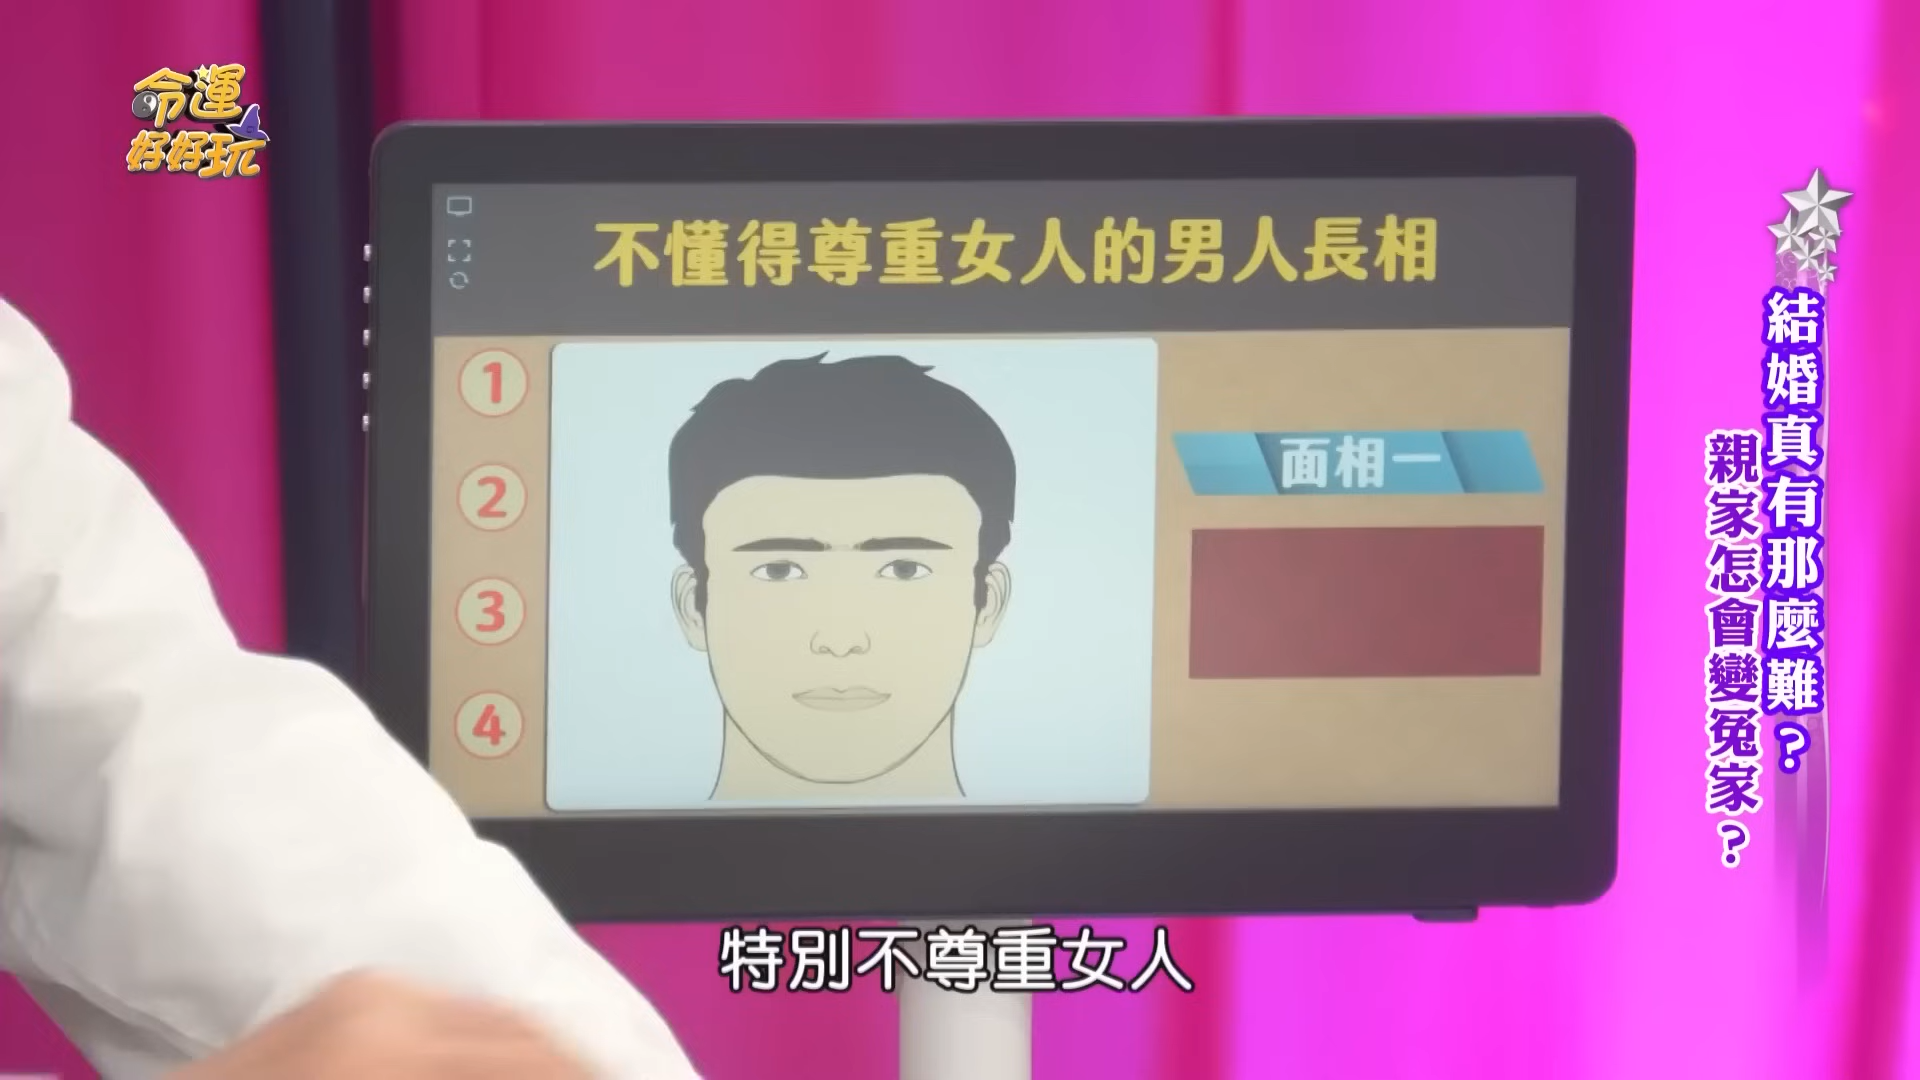 命運
好好玩
不懂得尊重女人的男人長相
1
2
3
4
面相一
結婚真有那麼難？
親家怎會變冤家？
特別不尊重女人